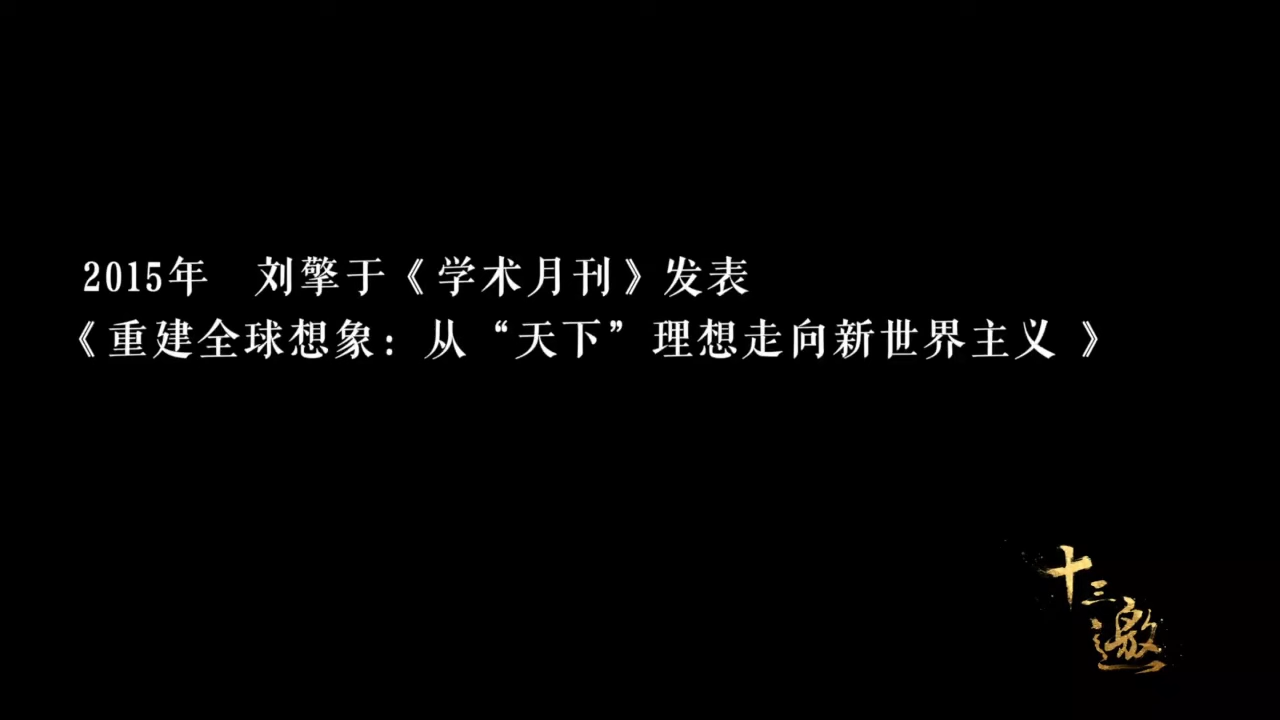 2015年 刘擎于《学术月刊》发表
《重建全球想象：从“天下”理想走向新世界主义 》
十三邀